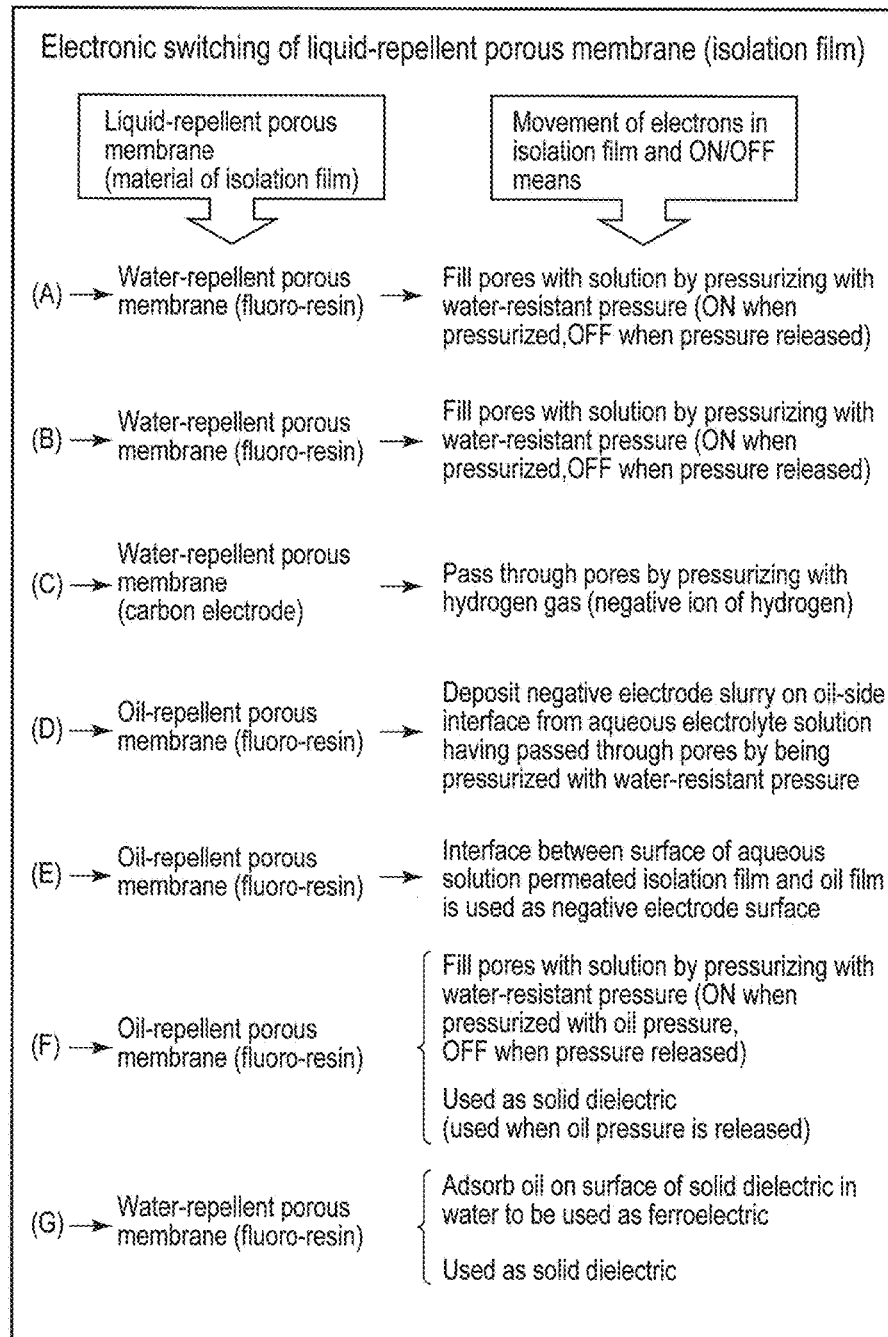 Electronic switching of liquid-repellent porous membrane (isolation film)
Liquid-repellent porous
membrane
(material of isolation film)
Movement of electrons in
isolation film and ON/OFF
means
(A)
Water-repellent porous
membrane (fluoro-resin)
Fill pores with solution by pressurizing with
water-resistant pressure (ON when
pressurized,OFF when pressure released)
(B)
Water-repellent porous
membrane (fluoro-resin)
Fill pores with solution by pressurizing with
water-resistant pressure (ON when
pressurized,OFF when pressure released)
(C)
Water-repellent porous
membrane
(carbon electrode)
Pass through pores by pressurizing with
hydrogen gas (negative ion of hydrogen)
(D)
Oil-repellent porous
membrane (fluoro-resin)
Deposit negative electrode slurry on oil-side
interface from aqueous electrolyte solution
having passed through pores by being
pressurized with water-resistant pressure
(E)
Oil-repellent porous
membrane (fluoro-resin)
Interface between surface of aqueous
solution permeated isolation film and oil film
is used as negative electrode surface
(F)
Oil-repellent porous
membrane (fluoro-resin)
Fill pores with solution by pressurizing with
water-resistant pressure (ON when
pressurized with oil pressure,
OFF when pressure released)
Used as solid dielectric
(used when oil pressure is released)
(G)
Water-repellent porous
membrane (fluoro-resin)
Adsorb oil on surface of solid dielectric in
water to be used as ferroelectric
Used as solid dielectric